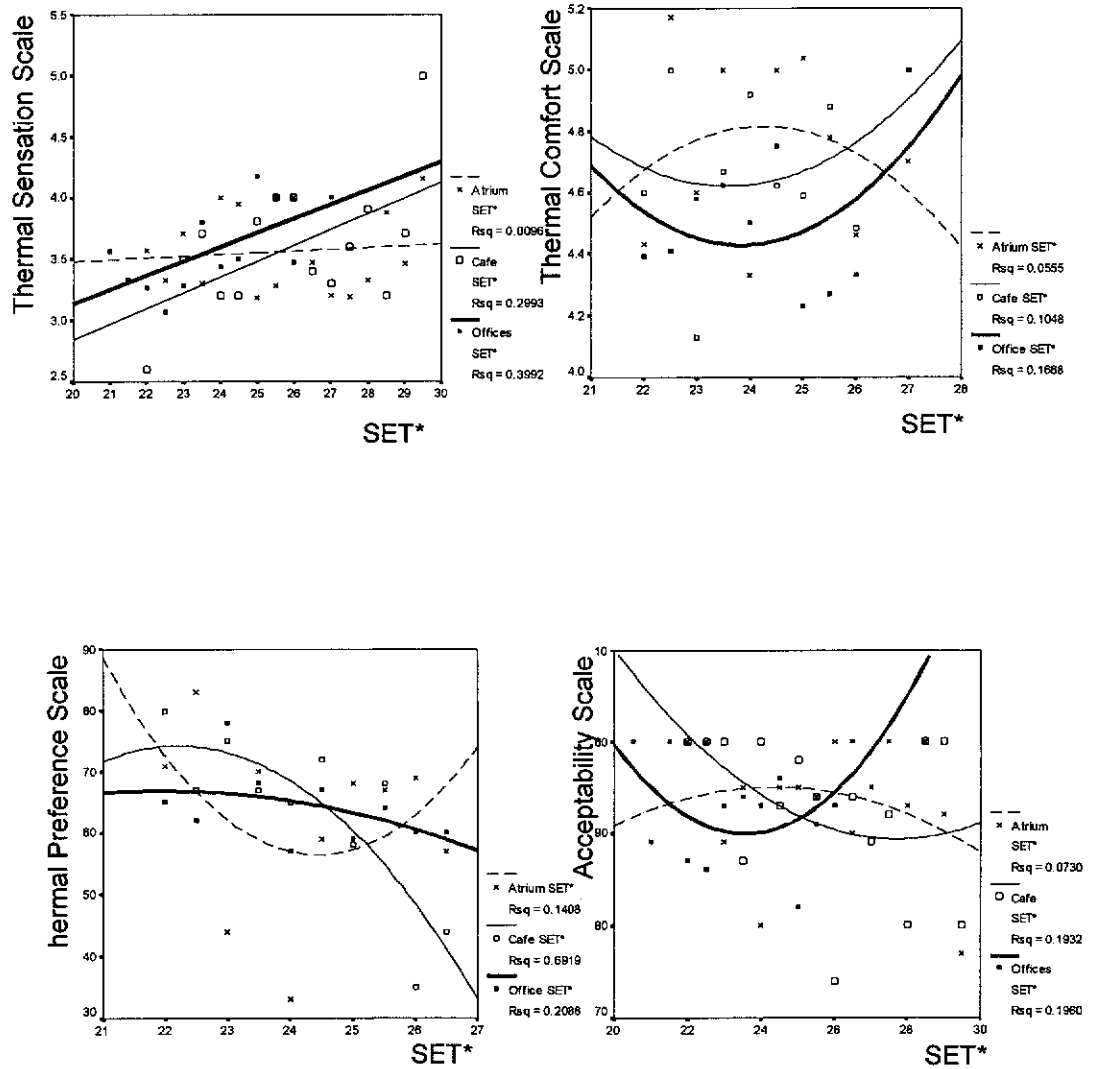 Thermal Sensation Scale
5.5
5.0
4.5
4.0
3.5
3.0
2.5
20 21 22 23 24 25 26 27 28 29 30
SET*
Atrium
SET*
Rsq = 0.0096
Cafe
SET*
Rsq = 0.2993
Offices
SET*
Rsq = 0.3992
Thermal Comfort Scale
5.2
5.0
4.8
4.6
4.4
4.2
4.0
21 22 23 24 25 26 27 28
SET*
Atrium SET*
Rsq = 0.0555
Cafe SET*
Rsq = 0.1048
Office SET*
Rsq =
hermal Preference Scale
90
80
70
60
50
40
30
21 22 23 24 25 26 27
SET*
Atrium SET*
Rsq = 0.1408
Cafe SET*
Rsq = 0.6919
Office SET*
Rsq = 0.2086
Acceptability Scale
10
80
70
20 22 24 26 28 30
SET*
Atrium
SET*
Rsq = 0.0730
Cafe
SET*
Rsq = 0.1932
Offices
SET*
Rsq = 0.1960